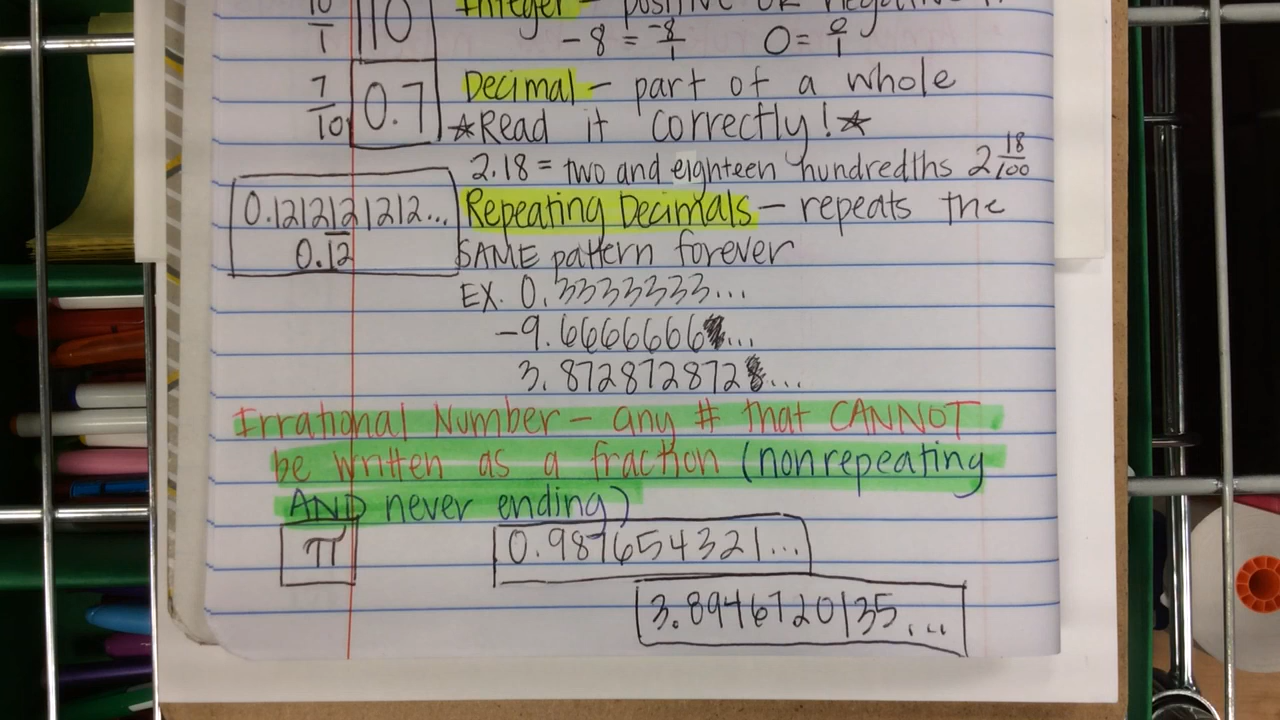 10/1 10 Integer - positive OR negative
-8 = -8/1 0 = 0/1
7/10 0.7 Decimal - part of a whole
★Read it correctly!★
2.18 = two and eighteen hundredths 2 18/100
0.1212121212... Repeating Decimals - repeats the
0.1̅2̅ SAME pattern forever
EX. 0.3333333...
-9.6666666...
3.872872872...
Irrational Number - any # that CANNOT
be written as a fraction (nonrepeating
AND never ending)
π 0.987654321...
3.8946720135...